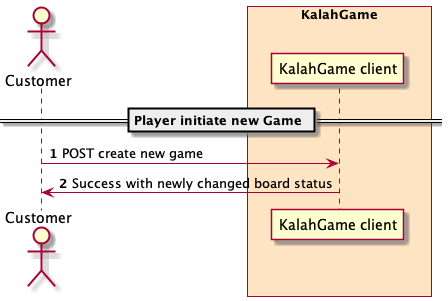 KalahGame
Customer
KalahGame client
Player initiate new Game
1 POST create new game
2 Success with newly changed board status
Customer
KalahGame client